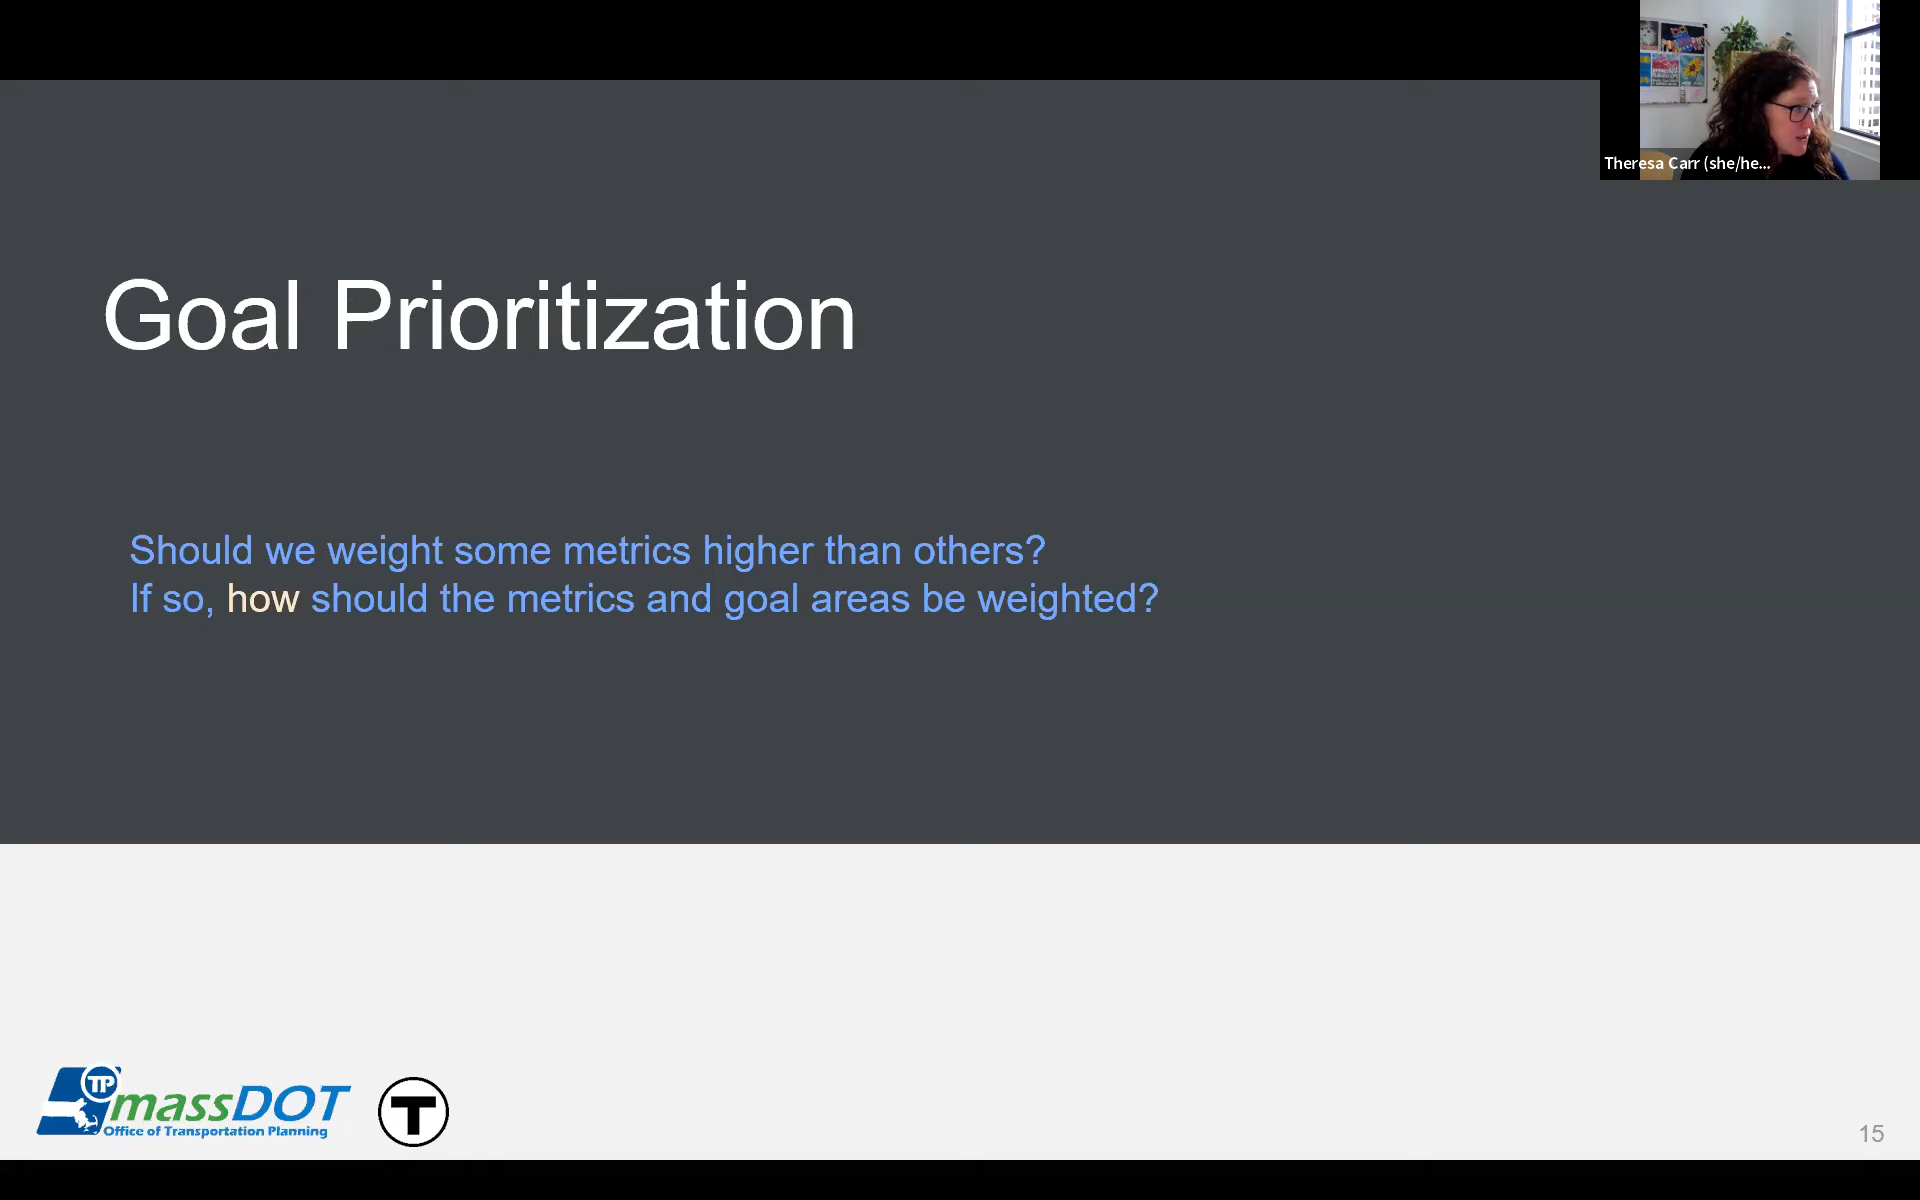 Theresa Carr (she/he...
Goal Prioritization
Should we weight some metrics higher than others?
If so, how should the metrics and goal areas be weighted?
TP
massDOT
Office of Transportation Planning
T
15